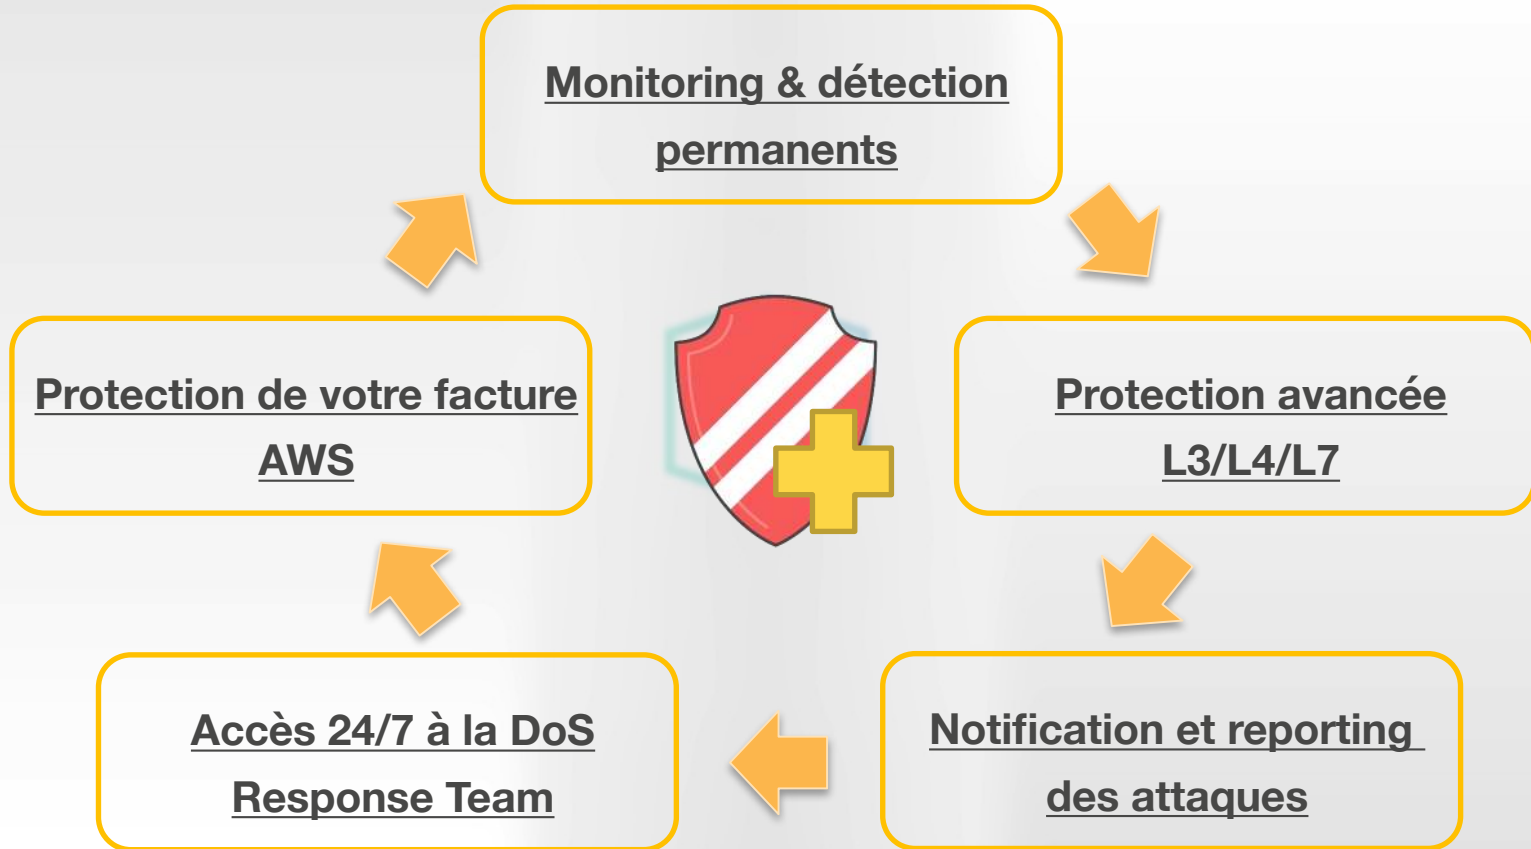 Monitoring & détection
permanents
Protection de votre facture
AWS
Protection avancée
L3/L4/L7
Accès 24/7 à la DoS
Response Team
Notification et reporting
des attaques